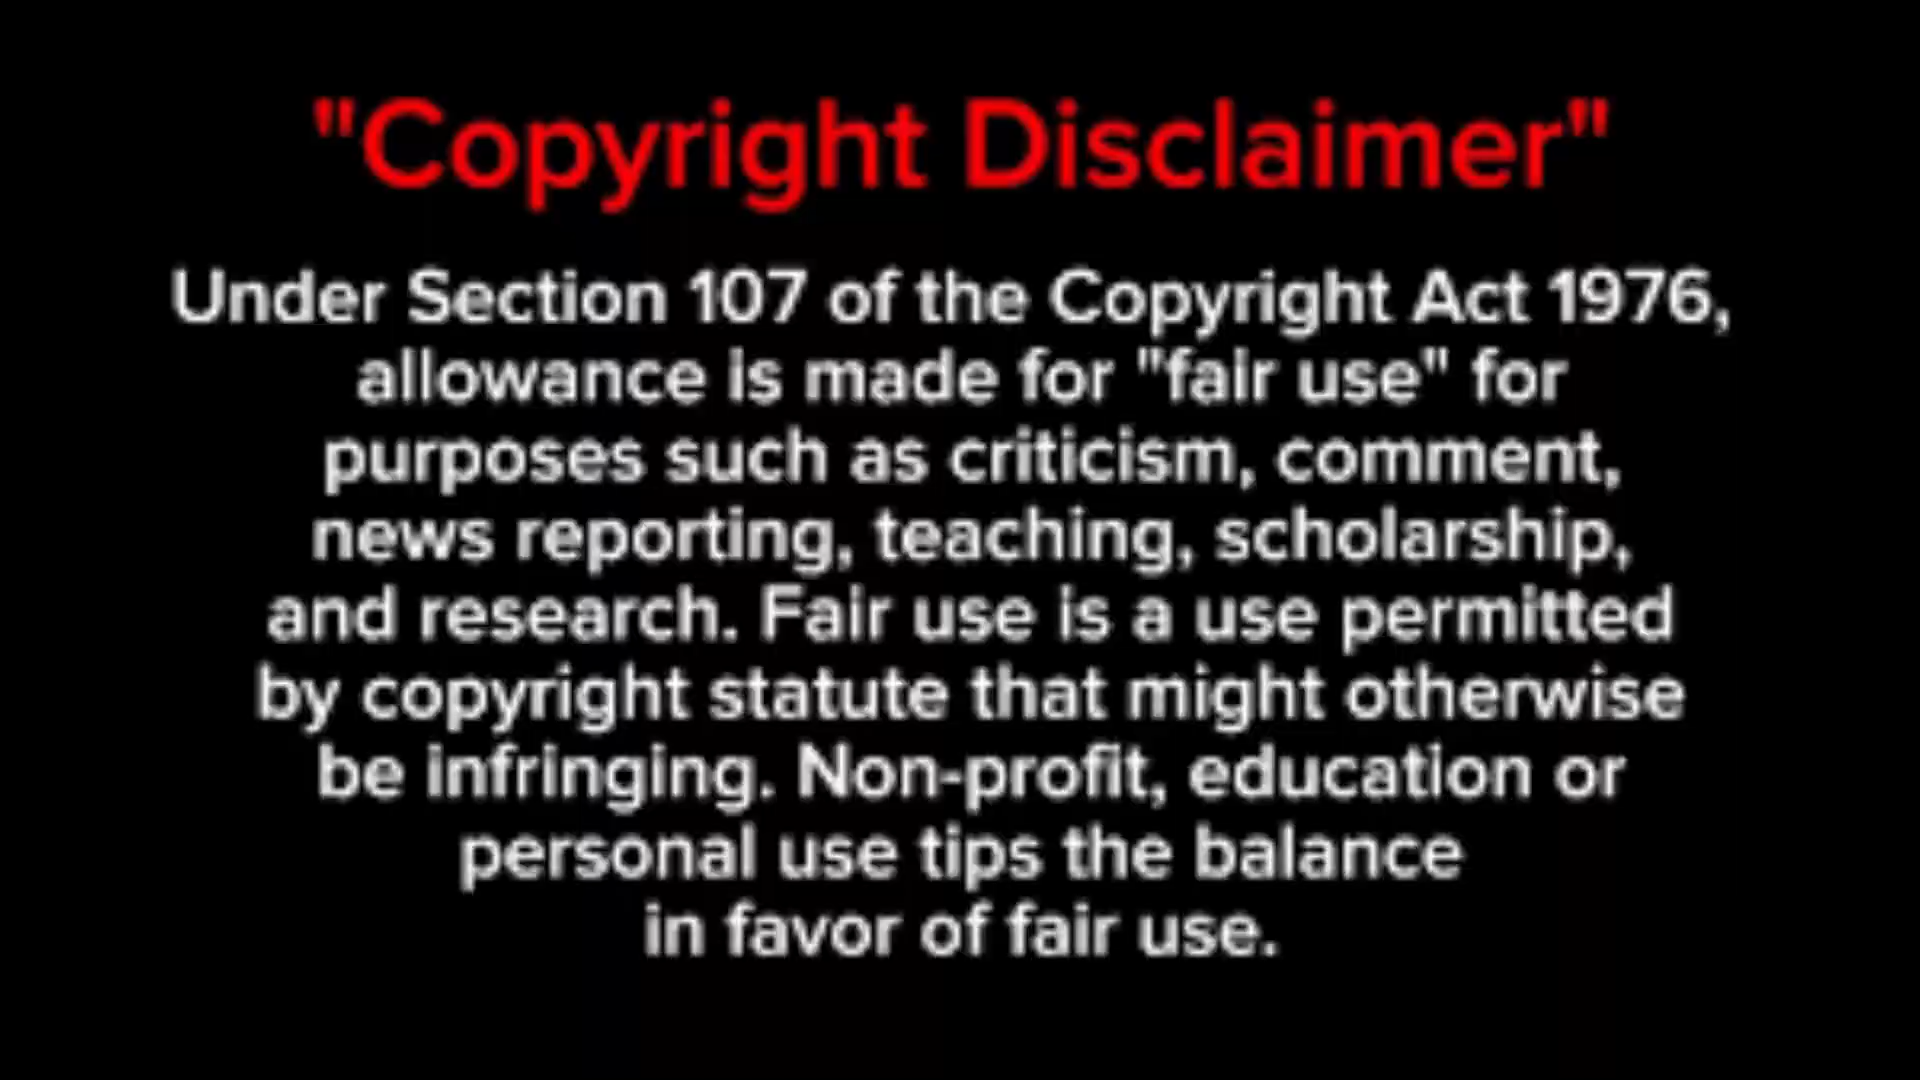 "Copyright Disclaimer"
Under Section 107 of the Copyright Act 1976,
allowance is made for "fair use" for
purposes such as criticism, comment,
news reporting, teaching, scholarship,
and research. Fair use is a use permitted
by copyright statute that might otherwise
be infringing. Non-profit, education or
personal use tips the balance
in favor of fair use.